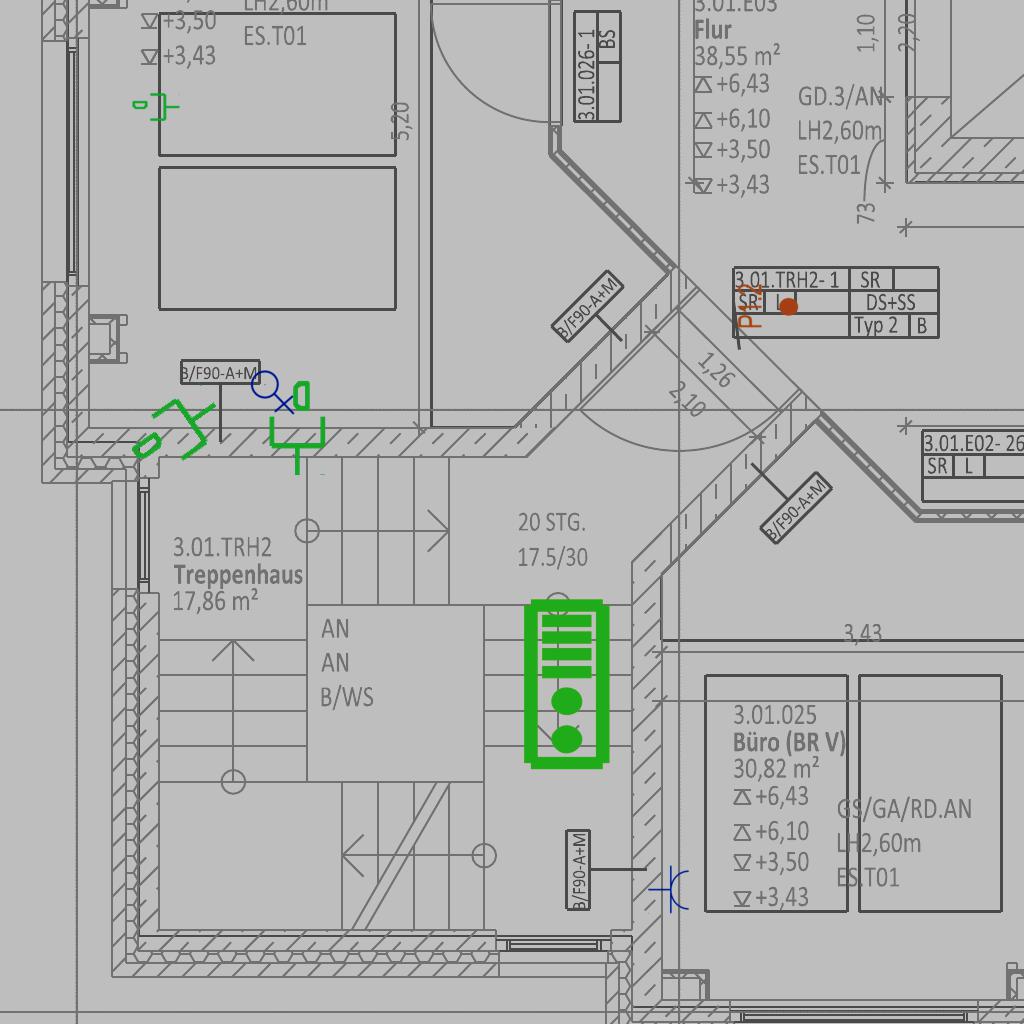 LH2,60m
+3,50
ES.T01
+3,43
5,20
3.01.026- 1
BS
3.01.E03
Flur
38,55 m²
+6,43
+6,10
+3,50
+3,43
GD.3/AN
LH2,60m
ES.T01
1,10
2,20
73
3.01.TRH2- 1
SR
SR
L
DS+SS
Typ 2
B
B/F90-A+M
B/F90-A+M
1,26
2,10
3.01.E02- 26
SR
L
B/F90-A+M
20 STG.
17.5/30
3.01.TRH2
Treppenhaus
17,86 m²
AN
AN
B/WS
3,43
3.01.025
Büro (BR V)
30,82 m²
+6,43
+6,10
+3,50
+3,43
GS/GA/RD.AN
LH2,60m
ES.T01
B/F90-A+M